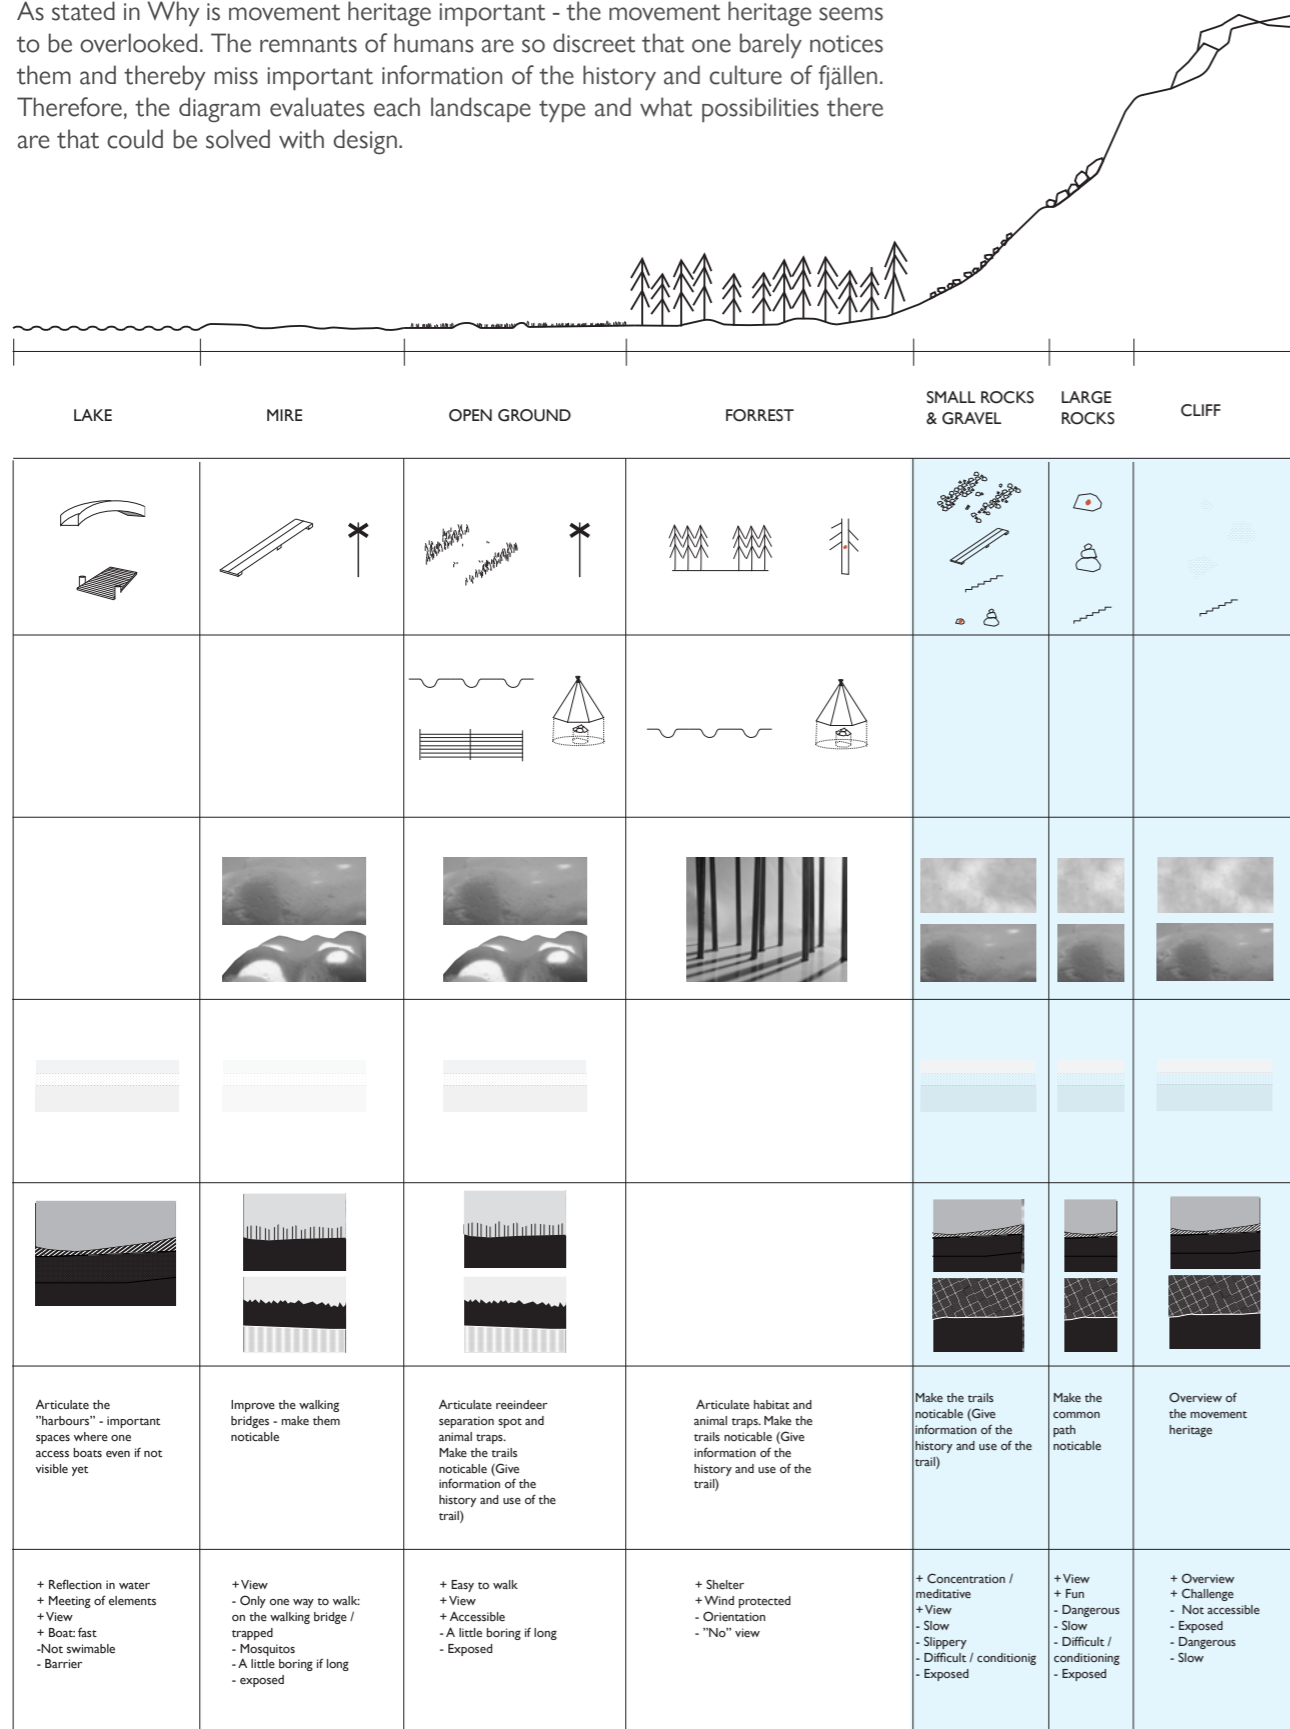 As stated in Why is movement heritage important - the movement heritage seems
to be overlooked. The remnants of humans are so discreet that one barely notices
them and thereby miss important information of the history and culture of fjällen.
Therefore, the diagram evaluates each landscape type and what possibilities there
are that could be solved with design.
LAKE
MIRE
OPEN GROUND
FORREST
SMALL ROCKS
& GRAVEL
LARGE
ROCKS
CLIFF
Articulate the
"harbours" - important
spaces where one
access boats even if not
visible yet
Improve the walking
bridges - make them
noticable
Articulate reeindeer
separation spot and
animal traps.
Make the trails
noticable (Give
information of the
history and use of the
trail)
Articulate habitat and
animal traps. Make the
trails noticable (Give
information of the
history and use of the
trail)
Make the trails
noticable (Give
information of the
history and use of the
trail)
Make the
common
path
noticable
Overview of
the movement
heritage
+ Reflection in water
+ Meeting of elements
+ View
+ Boat: fast
-Not swimable
- Barrier
+ View
- Only one way to walk:
on the walking bridge /
trapped
- Mosquitos
- A little boring if long
- exposed
+ Easy to walk
+ View
+ Accessible
- A little boring if long
- Exposed
+ Shelter
+ Wind protected
- Orientation
- "No" view
+ Concentration /
meditative
+ View
- Slow
- Slippery
- Difficult / conditionig
- Exposed
+ View
+ Fun
- Dangerous
- Slow
- Difficult /
conditioning
- Exposed
+ Overview
+ Challenge
- Not accessible
- Exposed
- Dangerous
- Slow